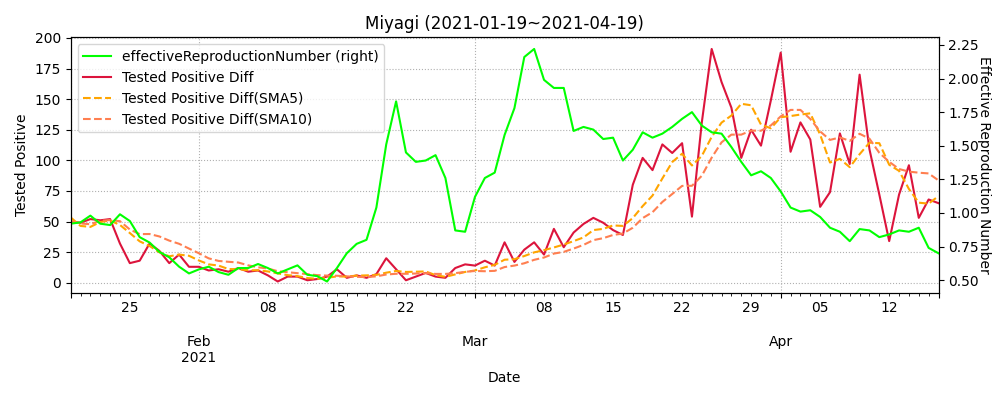 Miyagi (2021-01-19~2021-04-19)
effectiveReproductionNumber (right)
Tested Positive Diff
Tested Positive Diff(SMA5)
Tested Positive Diff(SMA10)
Tested Positive
200
175
150
125
100
75
50
25
0
2.25
2.00
1.75
1.50
1.25
1.00
0.75
0.50
Effective Reproduction Number
25 08 15 22 08 15 22 29 05 12
Feb Mar Apr
2021
Date